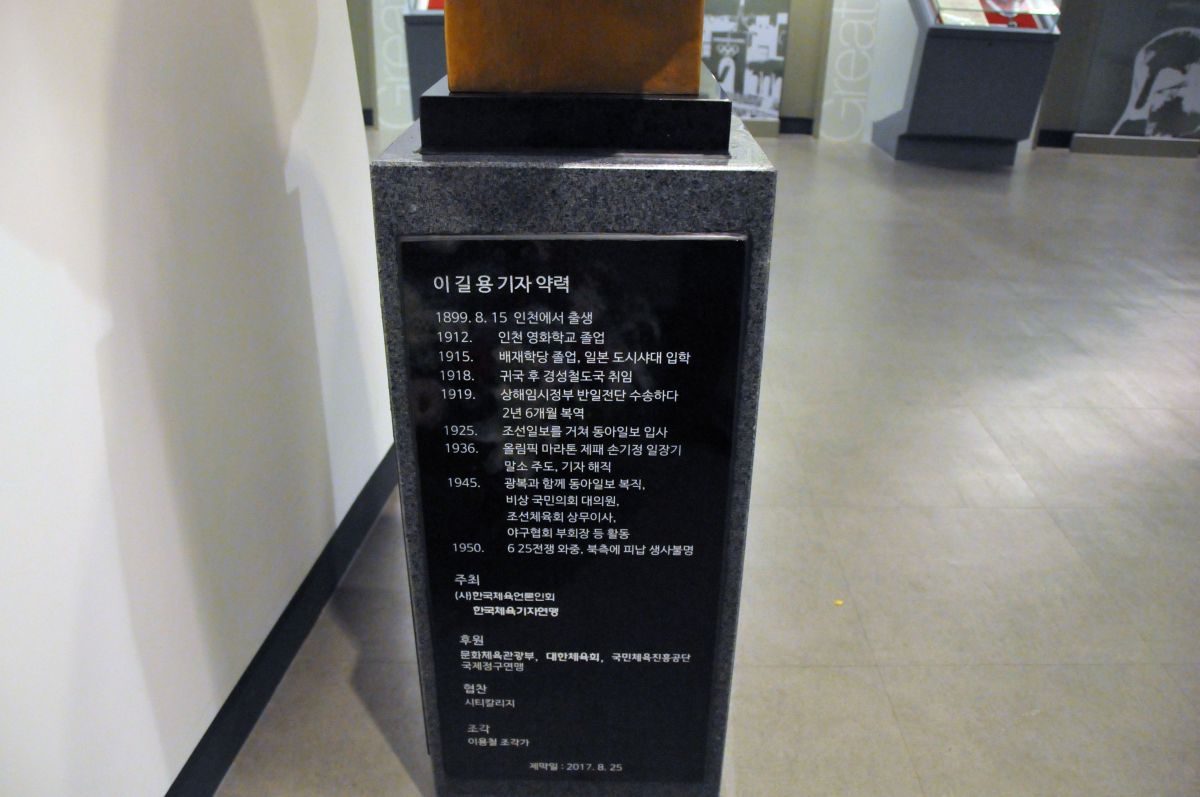 Great
Great
이 길 용 기자 약력
1899. 8. 15 인천에서 출생
1912. 인천 영화학교 졸업
1915. 배재학당 졸업, 일본 도시샤대 입학
1918. 귀국 후 경성철도국 취임
1919. 상해임시정부 반일전단 수송하다
2년 6개월 복역
1925. 조선일보를 거쳐 동아일보 입사
1936. 올림픽 마라톤 제패 손기정 일장기
말소 주도, 기자 해직
1945. 광복과 함께 동아일보 복직,
비상 국민의회 대의원,
조선체육회 상무이사,
야구협회 부회장 등 활동
1950. 6 25전쟁 와중, 북측에 피납 생사불명
주최
(사)한국체육언론인회
한국체육기자연맹
후원
문화체육관광부, 대한체육회, 국민체육진흥공단
국제정구연맹
협찬
시티칼리지
조각
이용철 조각가
제막일 : 2017. 8. 25